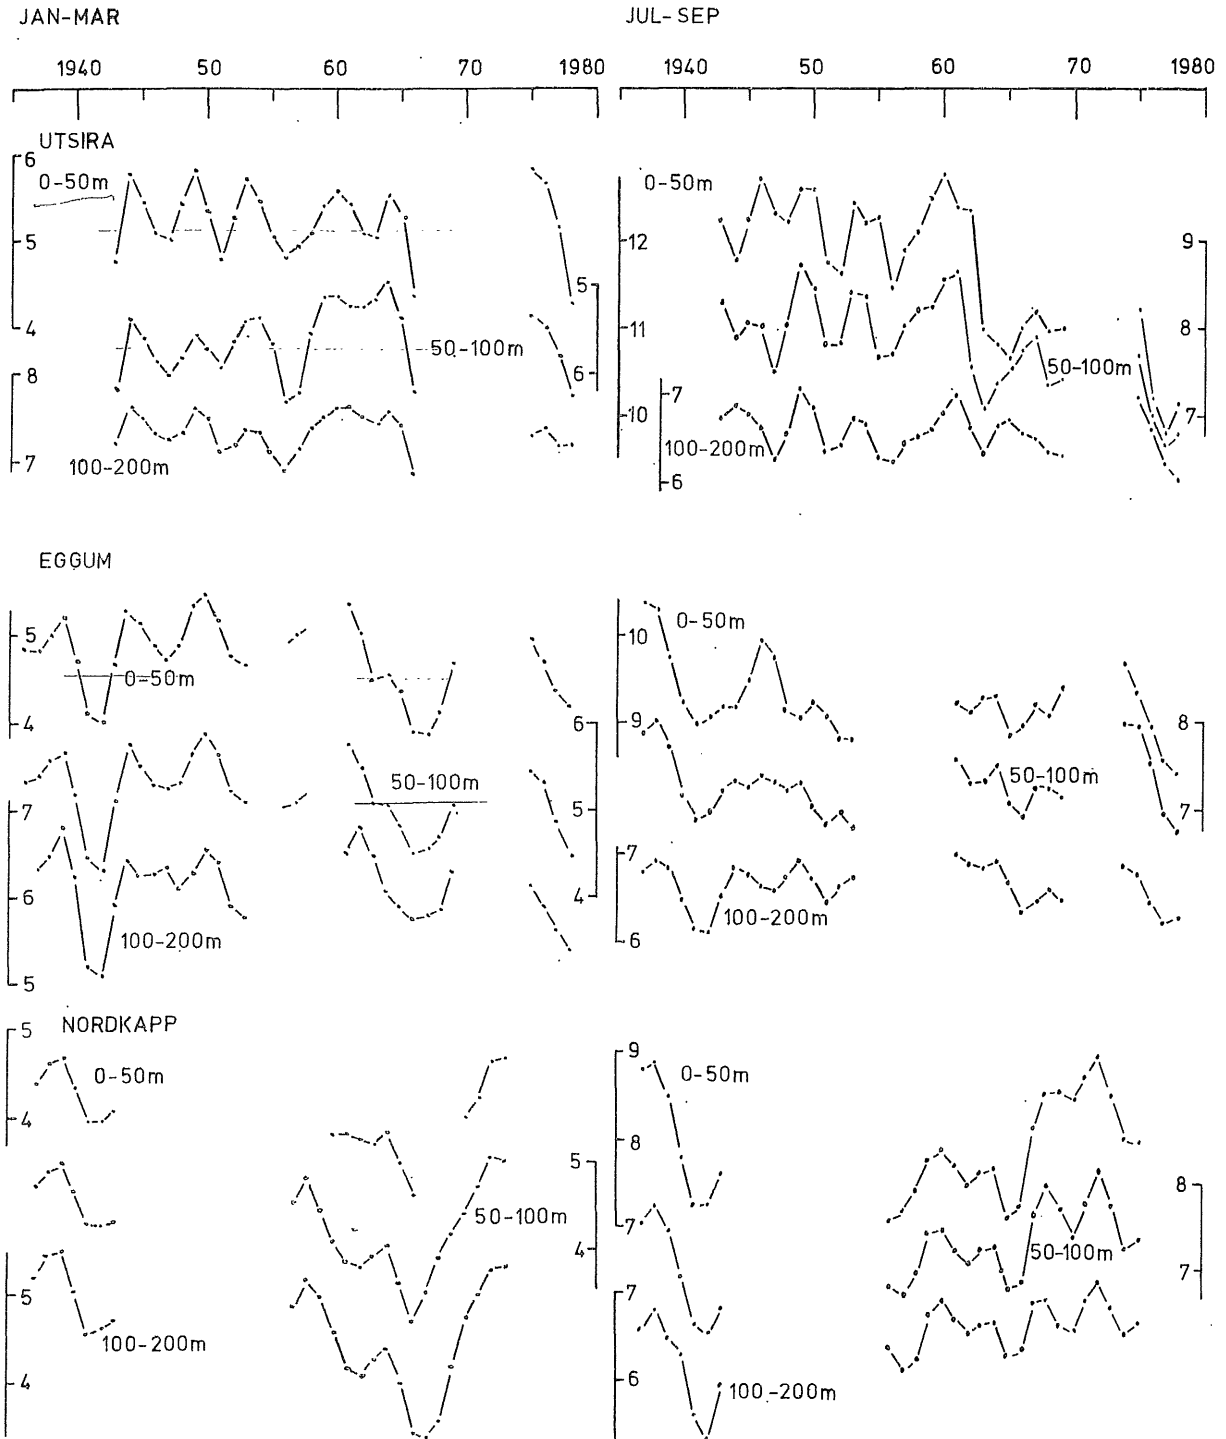 JAN-MAR JUL-SEP
1940 50 60 70 1980 1940 50 60 70 1980
UTSIRA
6
0-50m 0-50m
5 12 9
5
4 11 8
50-100m 50-100m
8 6 7
10 7
100-200m 100-200m
7 6
EGGUM
5 10 0-50m
0-50m
4 6 9 8
50-100m 50-100m
7 5 7
7
6 4
100-200m 100-200m
6
5
NORDKAPP
5 9
0-50m 0-50m
4 8
5 8
50-100m 7
4 50-100m
5 7 7
100-200m
4 6 100-200m